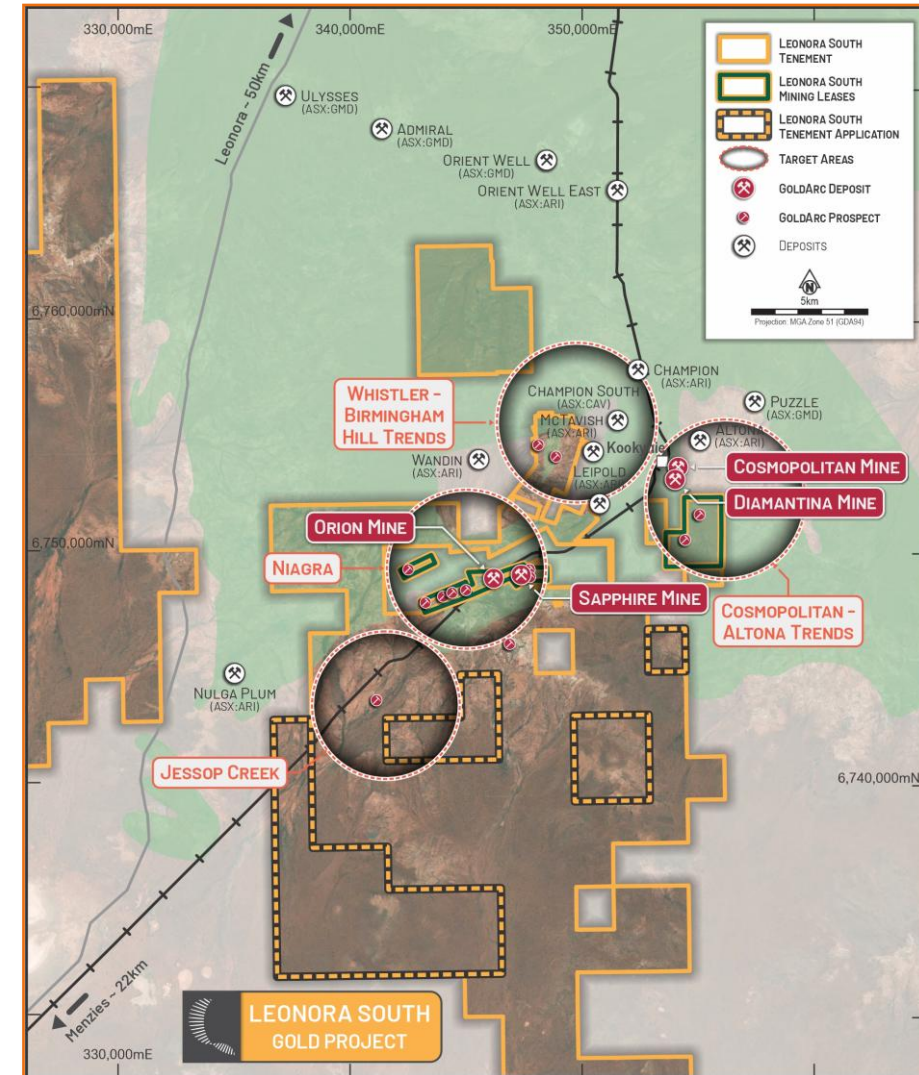 330,000mE
340,000mE
350,000mE
Leonora ~ 50km
LEONORA SOUTH
TENEMENT
LEONORA SOUTH
MINING LEASES
LEONORA SOUTH
TENEMENT APPLICATION
TARGET AREAS
GOLDARC DEPOSIT
GOLDARC PROSPECT
DEPOSITS
N
5km
Projection: MGA Zone 51 (GDA94)
ULYSSES
(ASX:GMD)
ADMIRAL
(ASX:GMD)
ORIENT WELL
(ASX:GMD)
ORIENT WELL EAST
(ASX:ARI)
6,760,000mN
CHAMPION
(ASX:ARI)
WHISTLER -
BIRMINGHAM
HILL TRENDS
CHAMPION SOUTH
(ASX:CAV)
MCTAVISH
(ASX:ARI)
PUZZLE
(ASX:GMD)
ALTONA
(ASX:ARI)
WANDIN
(ASX:ARI)
LEIPOLD
COSMOPOLITAN MINE
DIAMANTINA MINE
ORION MINE
6,750,000mN
NIAGRA
SAPPHIRE MINE
COSMOPOLITAN -
ALTONA TRENDS
NULGA PLUM
(ASX:ARI)
JESSOP CREEK
6,740,000mN
Menzies ~ 22km
LEONORA SOUTH
GOLD PROJECT
330,000mE